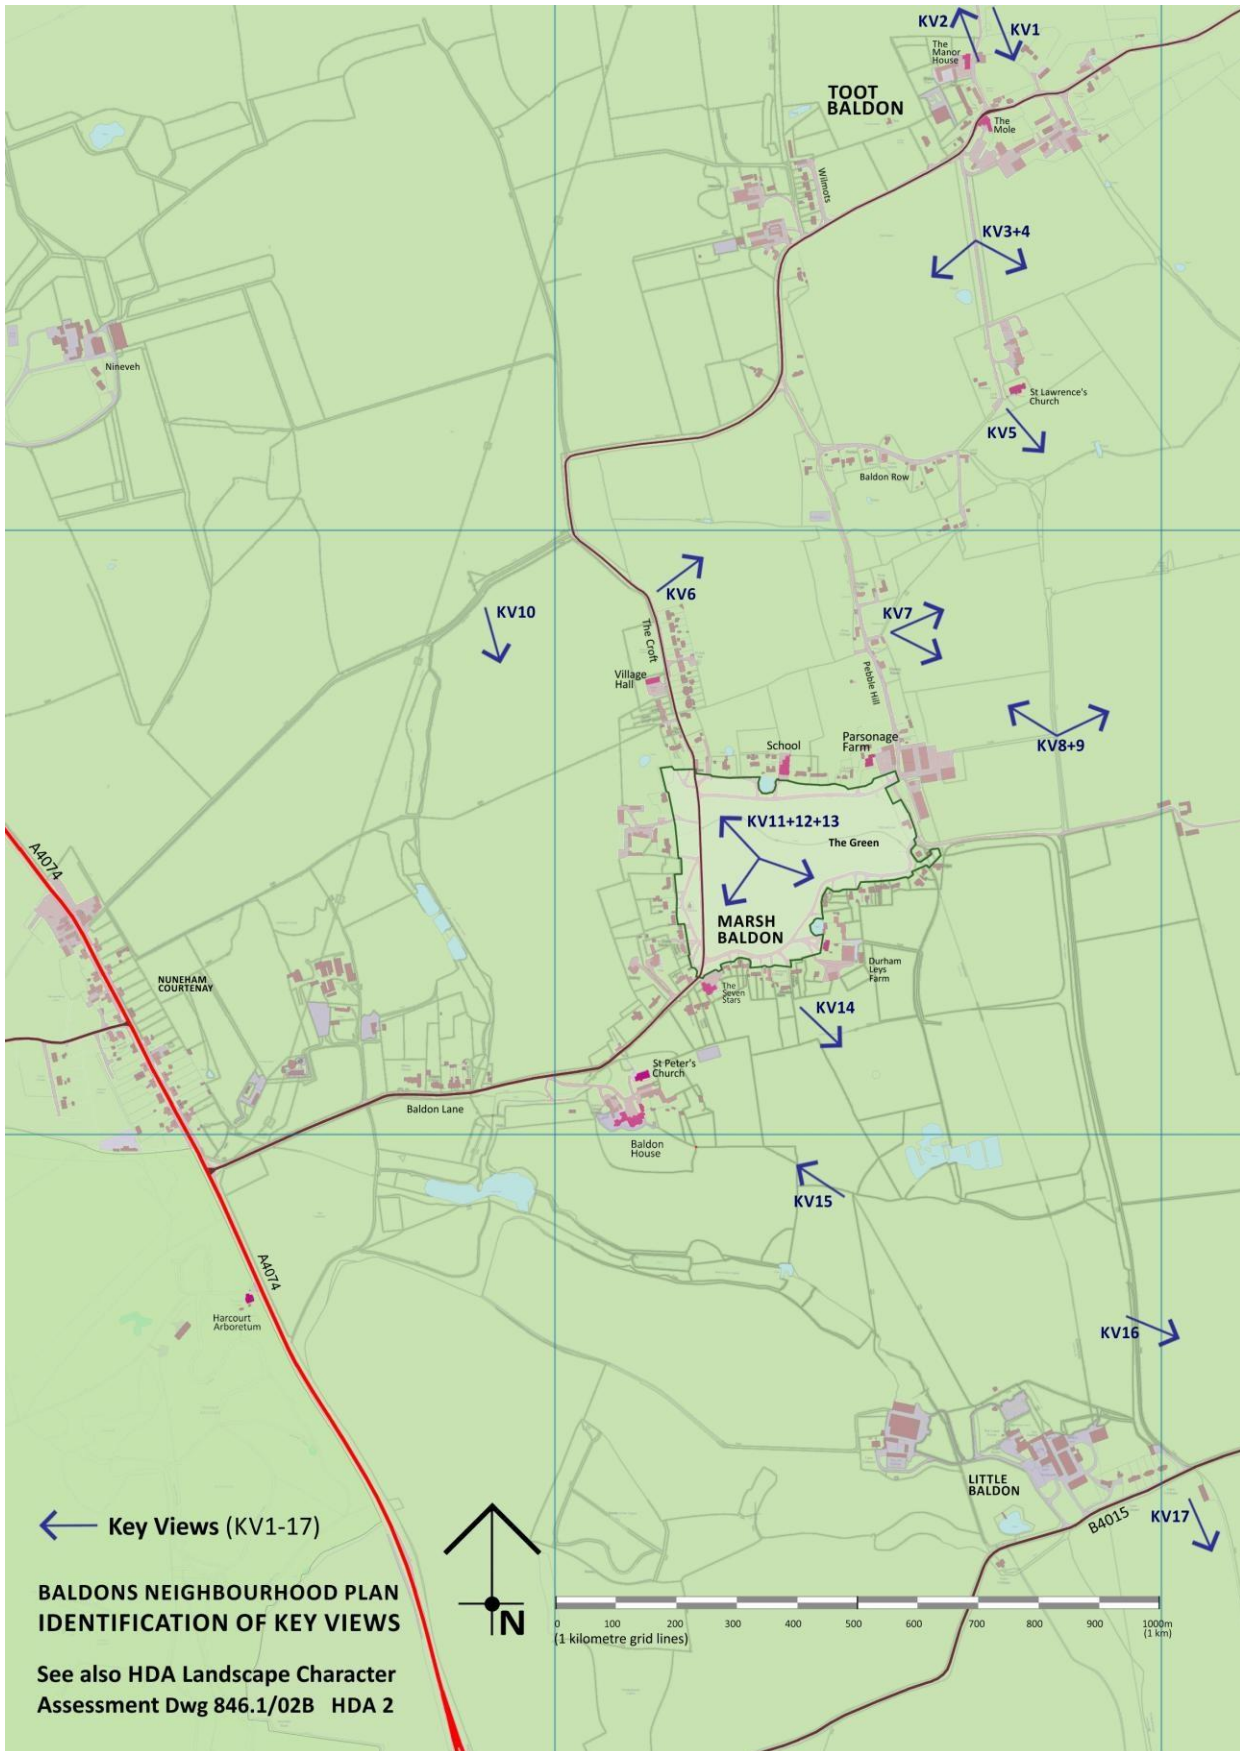 KV2
KV1
The
Manor
House
TOOT
BALDON
The
Mole
Wilmots
KV3+4
Nineveh
St Lawrence's
Church
KV5
Baldon Row
KV6
KV10
KV7
The Croft
Village
Hall
Pebble Hill
School
Parsonage
Farm
KV8+9
KV11+12+13
The Green
A4074
MARSH
BALDON
NUNEHAM
COURTENAY
Durham
Leys
Farm
The
Seven
Stars
KV14
St Peter's
Church
Baldon Lane
Baldon
House
KV15
A4074
Harcourt
Arboretum
KV16
LITTLE
BALDON
B4015
KV17
Key Views (KV1-17)
BALDONS NEIGHBOURHOOD PLAN
IDENTIFICATION OF KEY VIEWS
N
0 100 200 300 400 500 600 700 800 900 1000m
(1 km)
(1 kilometre grid lines)
See also HDA Landscape Character
Assessment Dwg 846.1/02B HDA 2